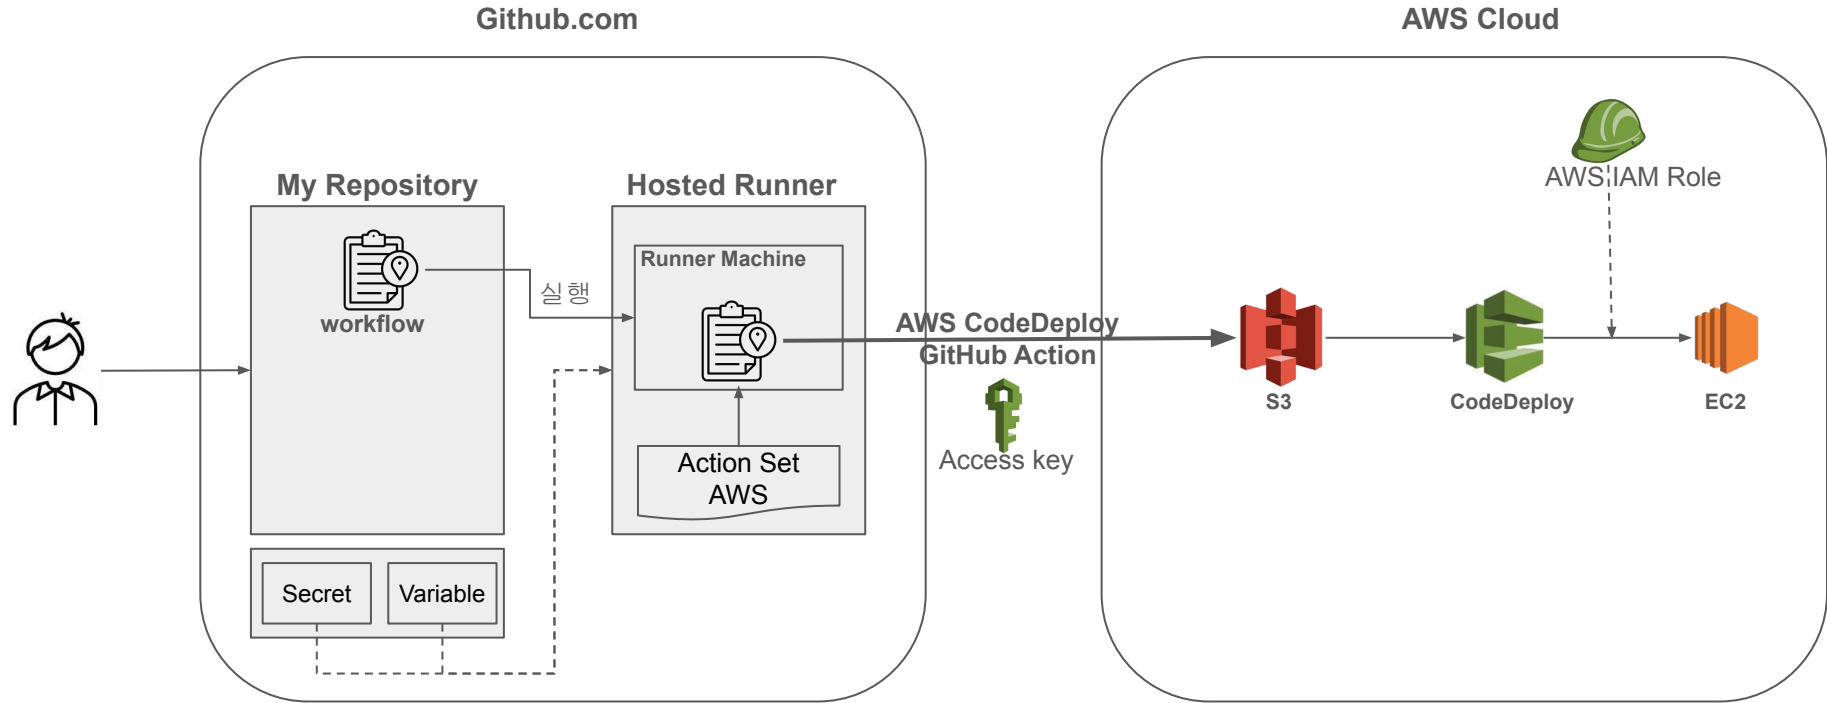 Github.com
AWS Cloud
My Repository
Hosted Runner
AWS IAM Role
Runner Machine
workflow
실행
AWS CodeDeploy
GitHub Action
Access key
S3
CodeDeploy
EC2
Action Set
AWS
Secret
Variable